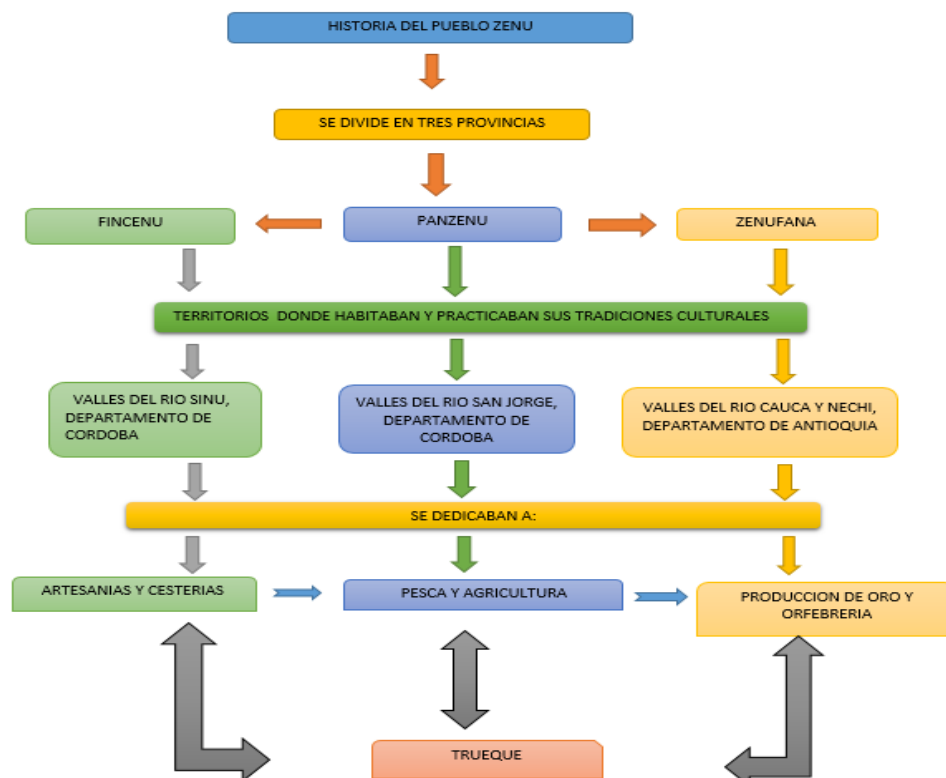 HISTORIA DEL PUEBLO ZENU
SE DIVIDE EN TRES PROVINCIAS
FINCENU
PANZENU
ZENUFANA
TERRITORIOS DONDE HABITABAN Y PRACTICABAN SUS TRADICIONES CULTURALES
VALLES DEL RIO SINU,
DEPARTAMENTO DE
CORDOBA
VALLES DEL RIO SAN JORGE,
DEPARTAMENTO DE
CORDOBA
VALLES DEL RIO CAUCA Y NECHI,
DEPARTAMENTO DE ANTIOQUIA
SE DEDICABAN A:
ARTESANIAS Y CESTERIAS
PESCA Y AGRICULTURA
PRODUCCION DE ORO Y
ORFEBRERIA
TRUEQUE